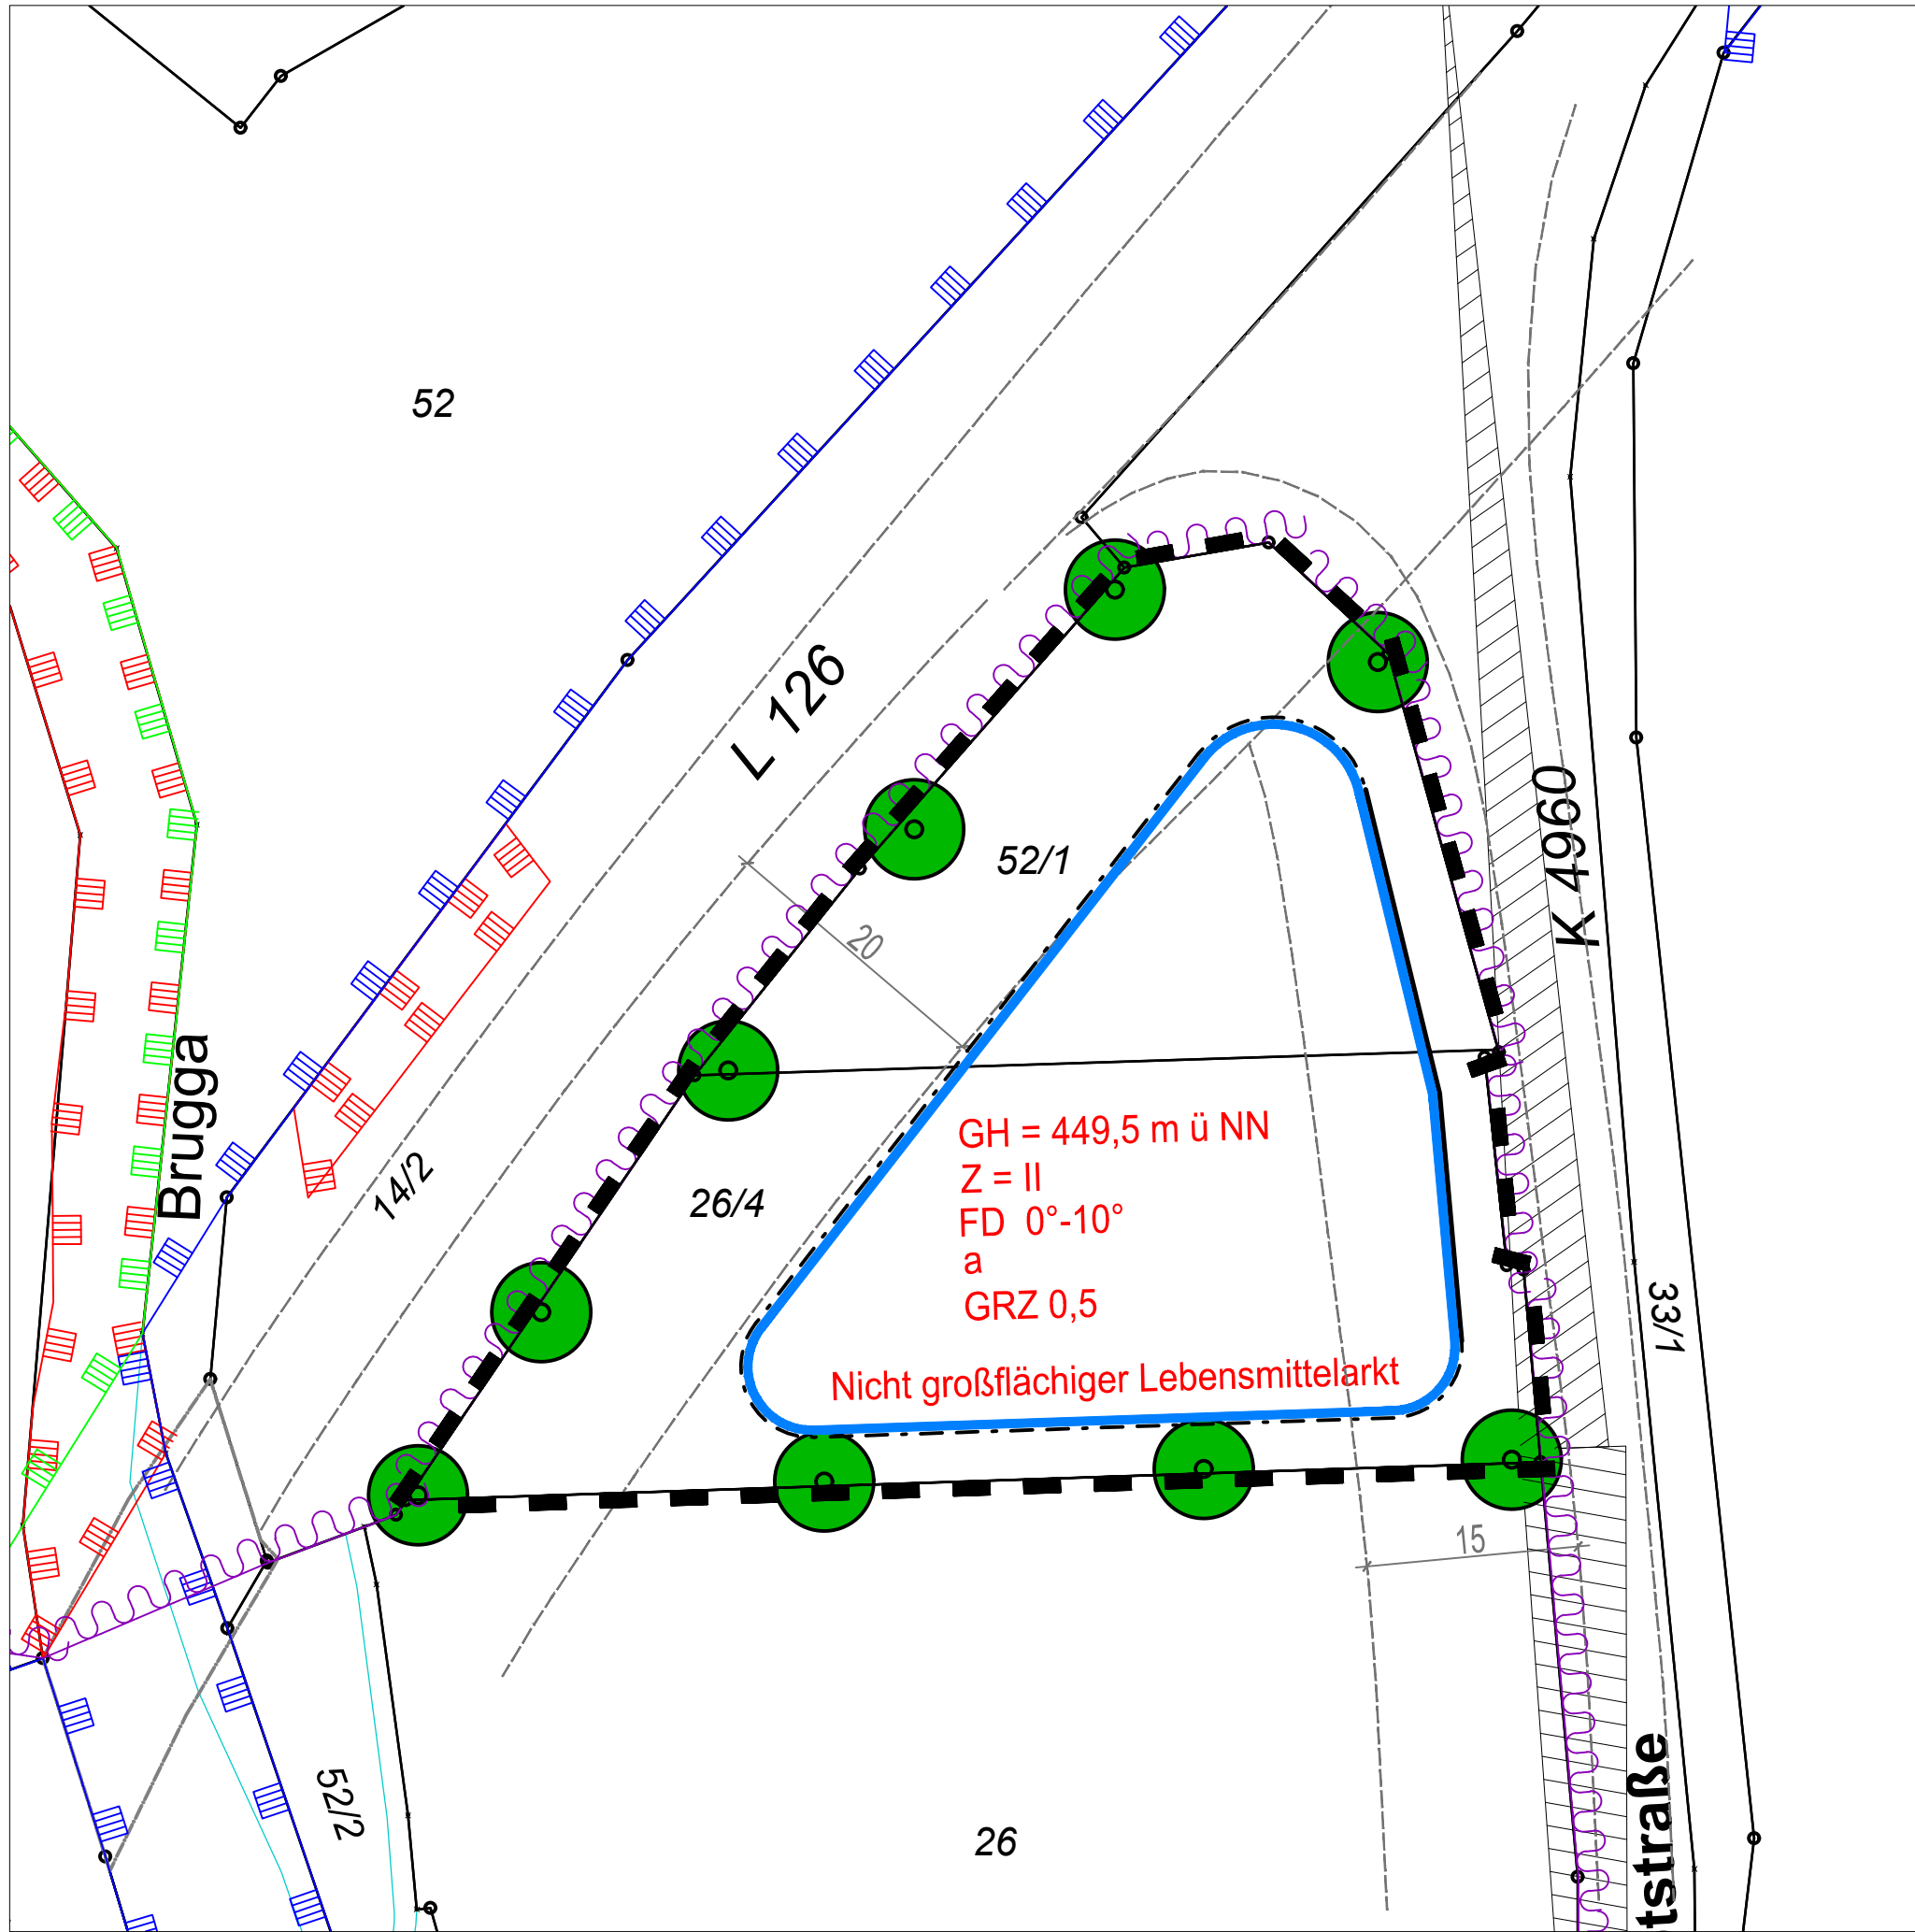 52
L 126
52/1
K 4960
20
Brugga
14/2
26/4
GH = 449,5 m ü NN
Z = II
FD 0°-10°
a
GRZ 0,5
Nicht großflächiger Lebensmittelarkt
33/1
15
52/2
26
tstraße